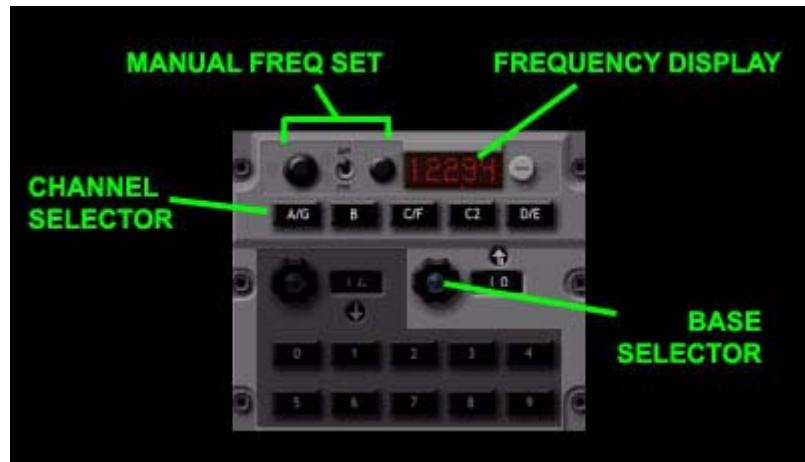 MANUAL FREQ SET
FREQUENCY DISPLAY
12294
CHANNEL
SELECTOR
A/G B C/F C2 D/E
0 1 2 3 4
5 6 7 8 9
BASE
SELECTOR